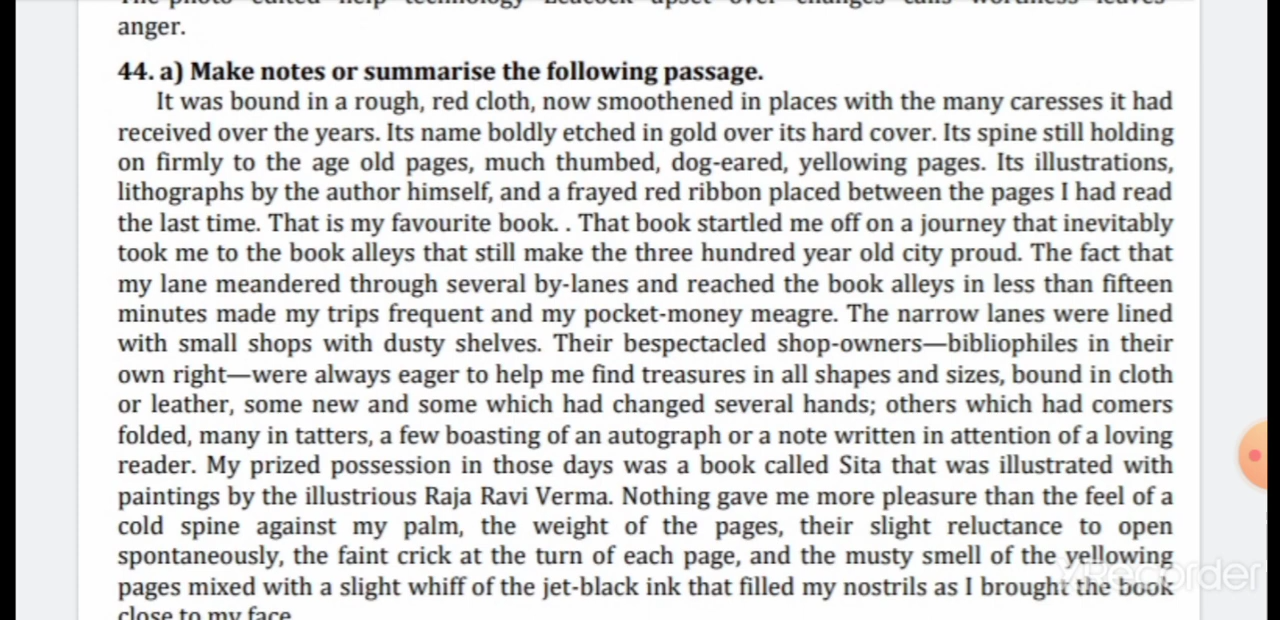 anger.
44. a) Make notes or summarise the following passage.
It was bound in a rough, red cloth, now smoothened in places with the many caresses it had
received over the years. Its name boldly etched in gold over its hard cover. Its spine still holding
on firmly to the age old pages, much thumbed, dog-eared, yellowing pages. Its illustrations,
lithographs by the author himself, and a frayed red ribbon placed between the pages I had read
the last time. That is my favourite book. . That book startled me off on a journey that inevitably
took me to the book alleys that still make the three hundred year old city proud. The fact that
my lane meandered through several by-lanes and reached the book alleys in less than fifteen
minutes made my trips frequent and my pocket-money meagre. The narrow lanes were lined
with small shops with dusty shelves. Their bespectacled shop-owners—bibliophiles in their
own right—were always eager to help me find treasures in all shapes and sizes, bound in cloth
or leather, some new and some which had changed several hands; others which had comers
folded, many in tatters, a few boasting of an autograph or a note written in attention of a loving
reader. My prized possession in those days was a book called Sita that was illustrated with
paintings by the illustrious Raja Ravi Verma. Nothing gave me more pleasure than the feel of a
cold spine against my palm, the weight of the pages, their slight reluctance to open
spontaneously, the faint crick at the turn of each page, and the musty smell of the yellowing
pages mixed with a slight whiff of the jet-black ink that filled my nostrils as I brought the book
close to my face